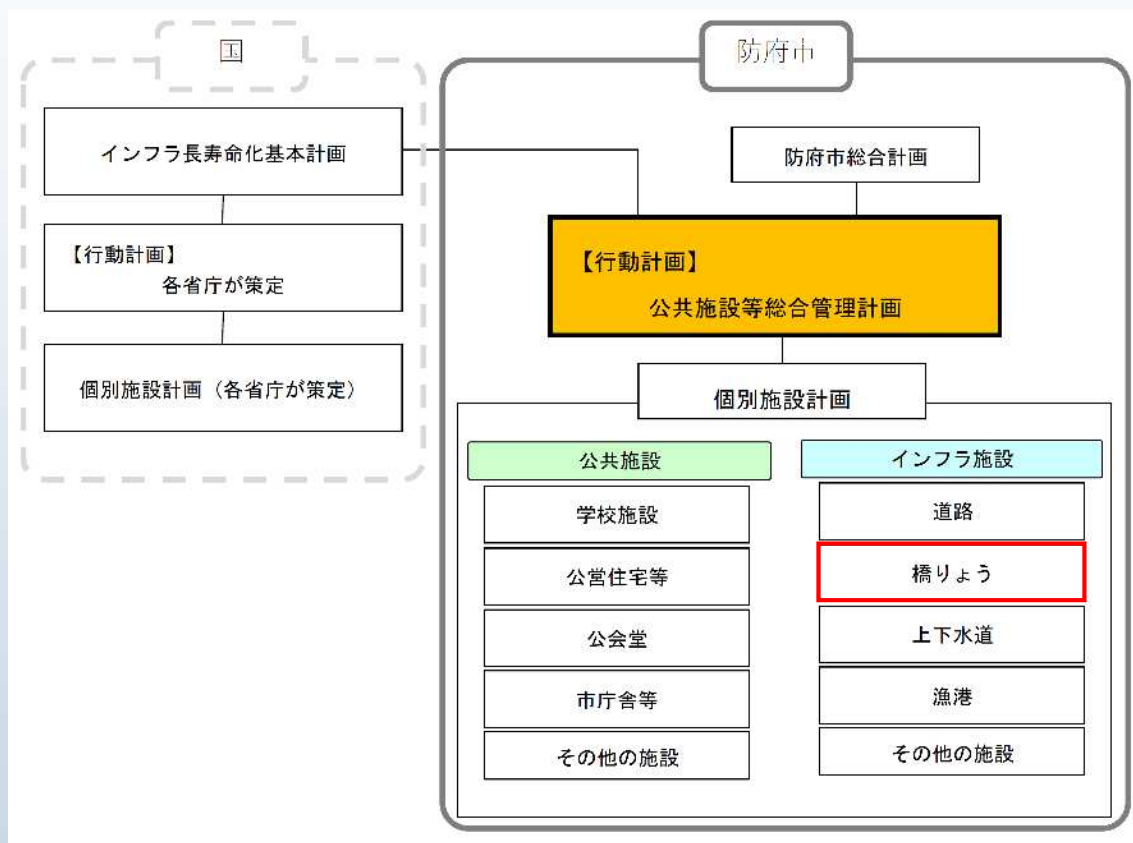 国
インフラ長寿命化基本計画
【行動計画】
各省庁が策定
個別施設計画（各省庁が策定）
防府市
防府市総合計画
【行動計画】
公共施設等総合管理計画
個別施設計画
公共施設
学校施設
公営住宅等
公会堂
市庁舎等
その他の施設
インフラ施設
道路
橋りょう
上下水道
漁港
その他の施設